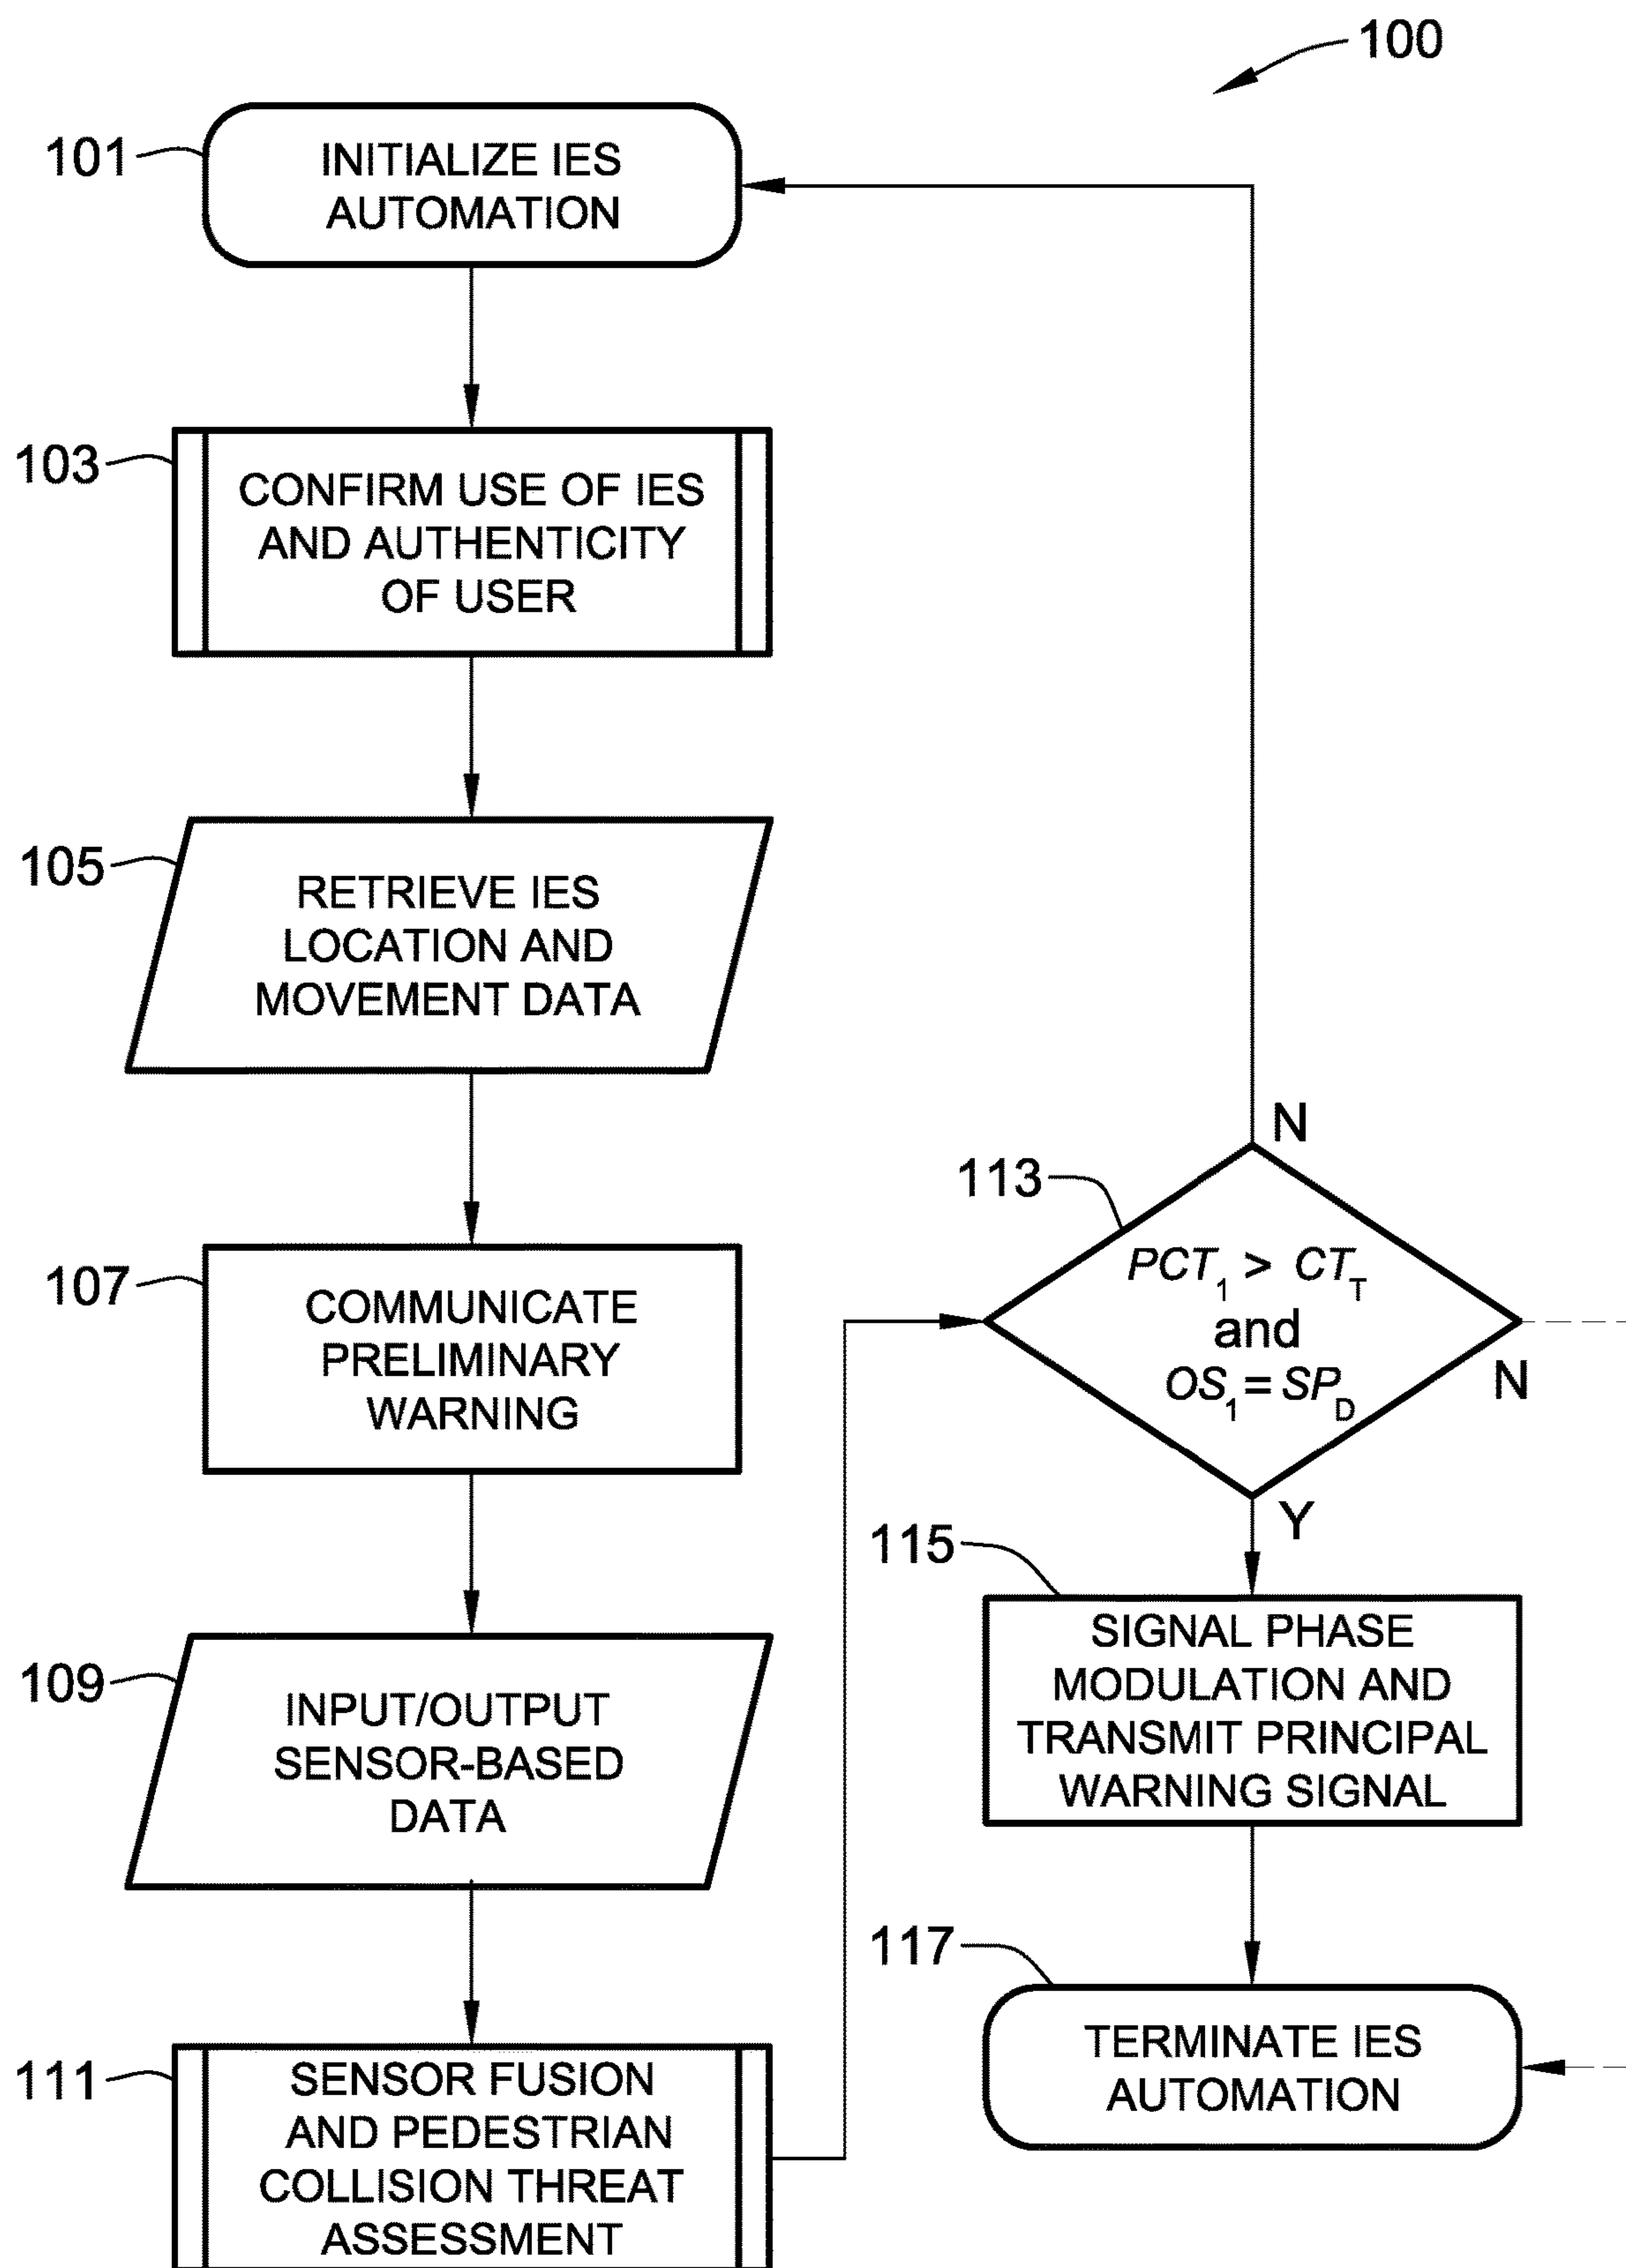 100
101
INITIALIZE IES
AUTOMATION
103
CONFIRM USE OF IES
AND AUTHENTICITY
OF USER
105
RETRIEVE IES
LOCATION AND
MOVEMENT DATA
107
COMMUNICATE
PRELIMINARY
WARNING
109
INPUT/OUTPUT
SENSOR-BASED
DATA
111
SENSOR FUSION
AND PEDESTRIAN
COLLISION THREAT
ASSESSMENT
N
113
PCT1 > CTT
and
OS1 = SPD
N
Y
115
SIGNAL PHASE
MODULATION AND
TRANSMIT PRINCIPAL
WARNING SIGNAL
117
TERMINATE IES
AUTOMATION